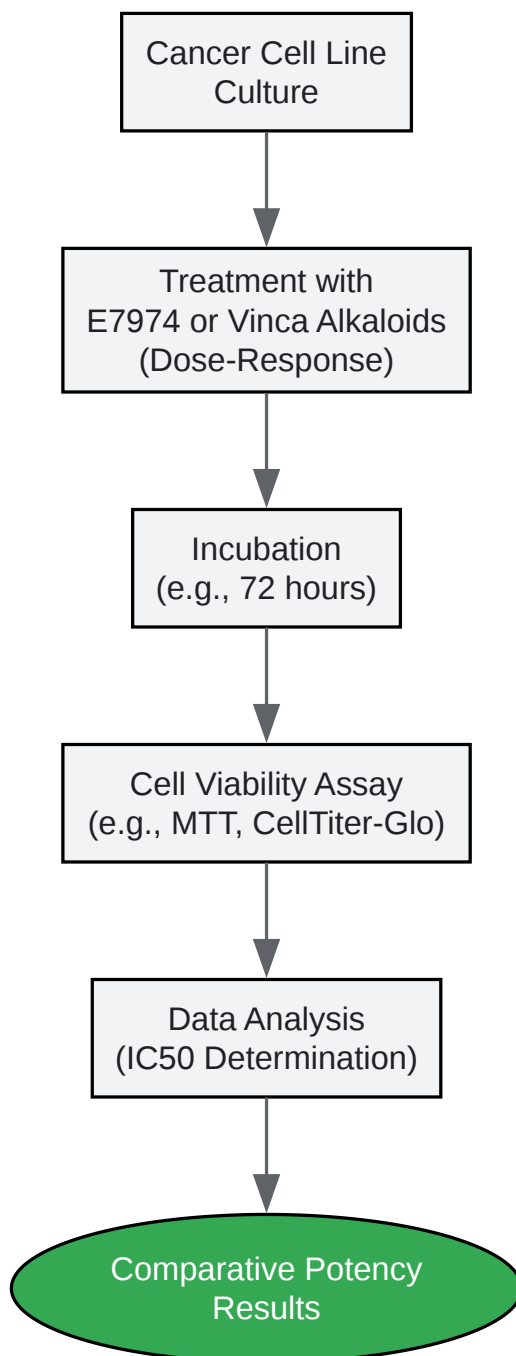 Cancer Cell Line
Culture
Treatment with
E7974 or Vinca Alkaloids
(Dose-Response)
Incubation
(e.g., 72 hours)
Cell Viability Assay
(e.g., MTT, CellTiter-Glo)
Data Analysis
(IC50 Determination)
Comparative Potency
Results